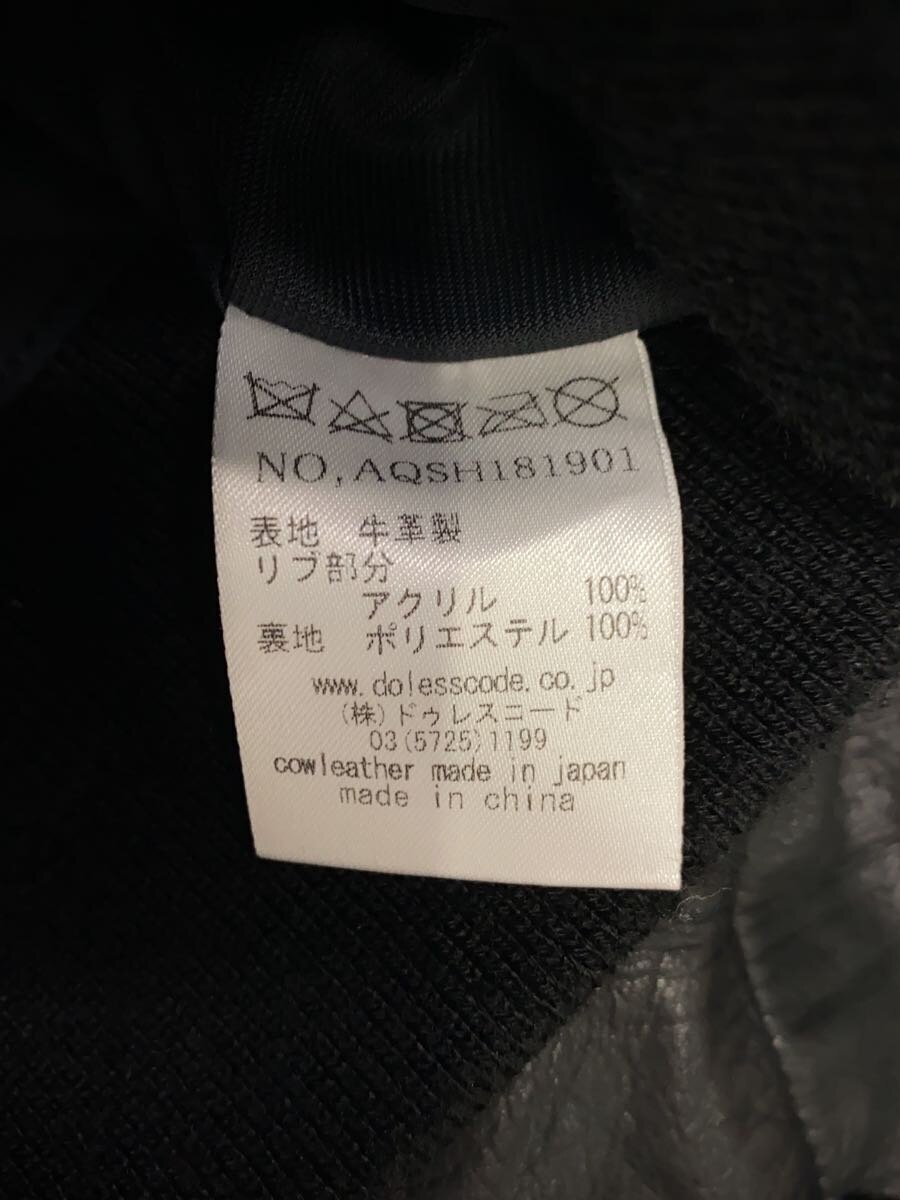 NO,AQSH181901
表地 牛革製
リブ部分
アクリル 100%
裏地 ポリエステル 100%
www.dolesscode.co.jp
(株)ドゥレスコード
03(5725)1199
cowleather made in japan
made in china